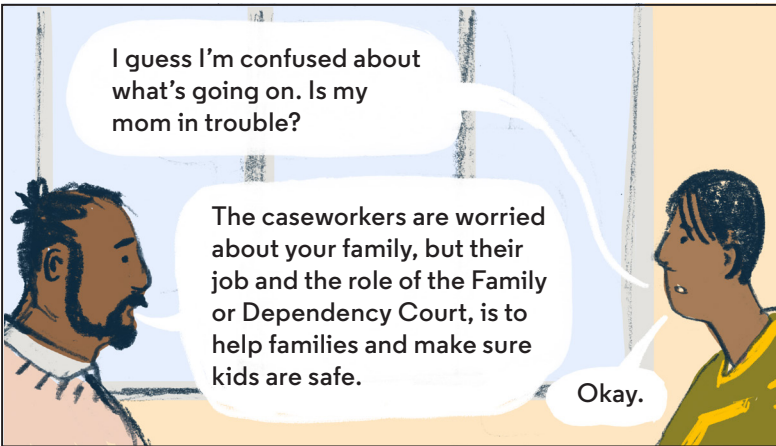 I guess I'm confused about
what's going on. Is my
mom in trouble?
The caseworkers are worried
about your family, but their
job and the role of the Family
or Dependency Court, is to
help families and make sure
kids are safe.
Okay.